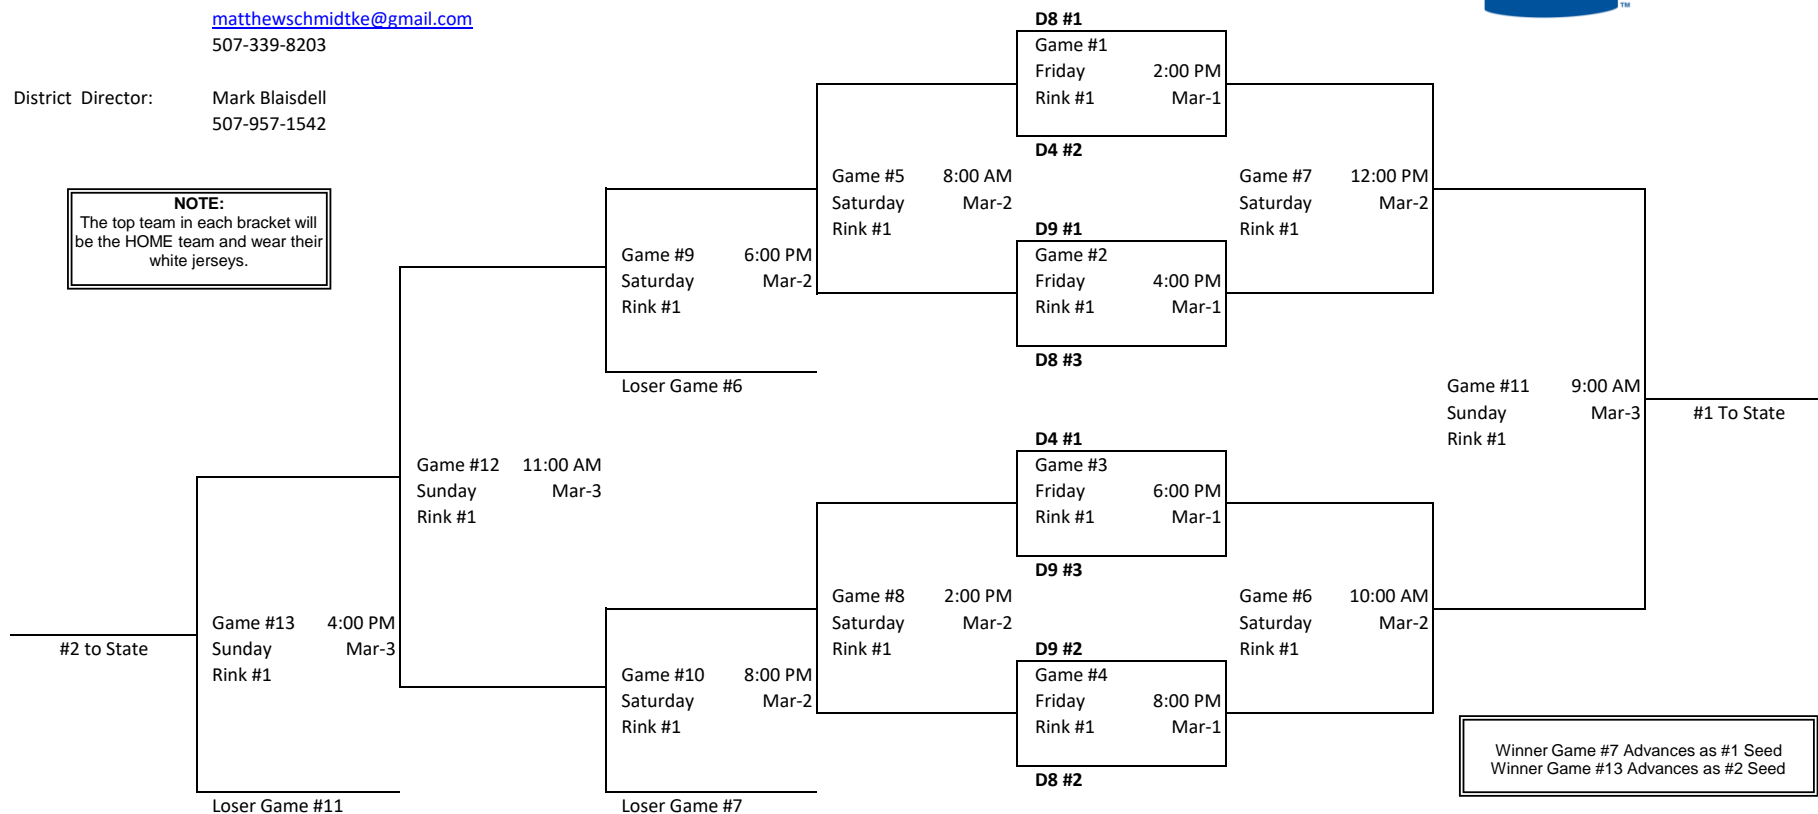 matthewschmidtke@gmail.com
507-339-8203
District Director: Mark Blaisdell
507-957-1542
NOTE:
The top team in each bracket will
be the HOME team and wear their
white jerseys.
TM
D8 #1
Game #1
Friday 2:00 PM
Rink #1 Mar-1
D4 #2
Game #5 8:00 AM
Saturday Mar-2
Rink #1
Game #7 12:00 PM
Saturday Mar-2
Rink #1
D9 #1
Game #2
Friday 4:00 PM
Rink #1 Mar-1
D8 #3
Game #9 6:00 PM
Saturday Mar-2
Rink #1
Loser Game #6
Game #11 9:00 AM
Sunday Mar-3
Rink #1
#1 To State
D4 #1
Game #3
Friday 6:00 PM
Rink #1 Mar-1
D9 #3
Game #12 11:00 AM
Sunday Mar-3
Rink #1
Game #8 2:00 PM
Saturday Mar-2
Rink #1
Game #6 10:00 AM
Saturday Mar-2
Rink #1
#2 to State
Game #13 4:00 PM
Sunday Mar-3
Rink #1
D9 #2
Game #4
Friday 8:00 PM
Rink #1 Mar-1
D8 #2
Game #10 8:00 PM
Saturday Mar-2
Rink #1
Loser Game #11
Loser Game #7
Winner Game #7 Advances as #1 Seed
Winner Game #13 Advances as #2 Seed